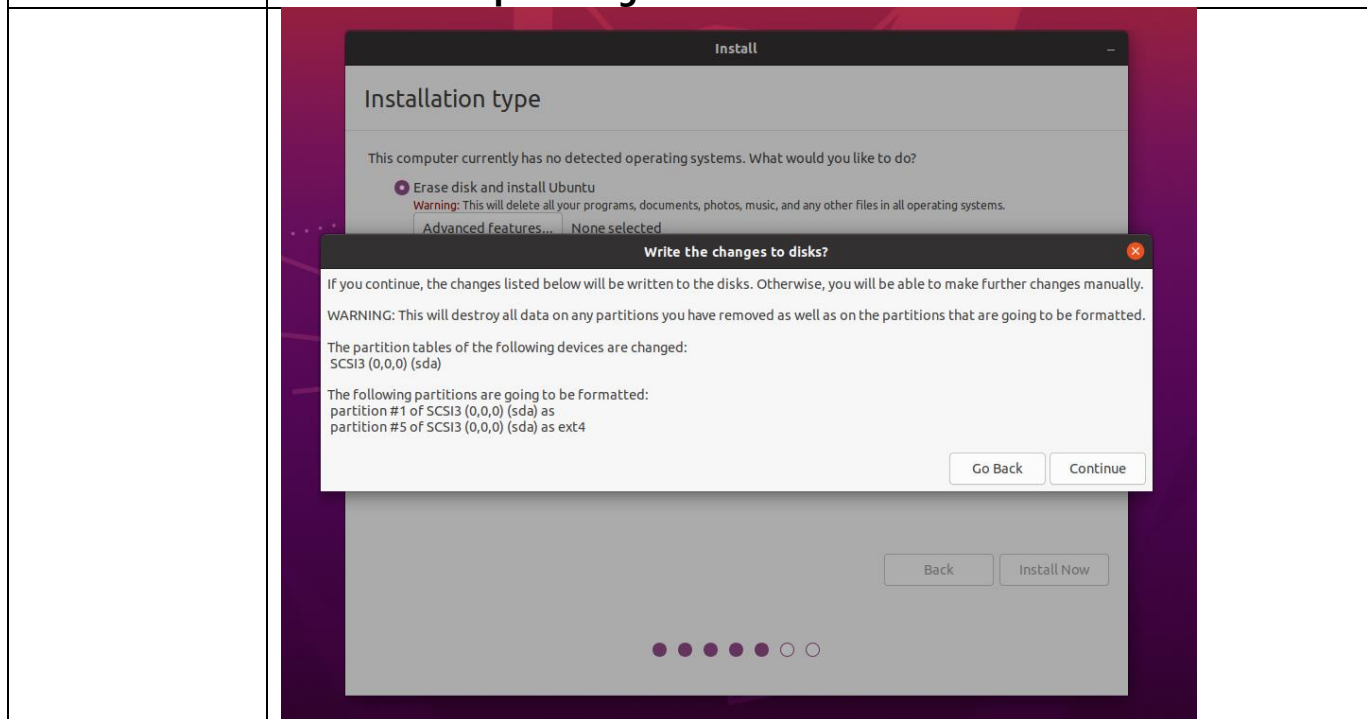 Install
Installation type
This computer currently has no detected operating systems. What would you like to do?
Erase disk and install Ubuntu
Warning: This will delete all your programs, documents, photos, music, and any other files in all operating systems.
Advanced features... None selected
Write the changes to disks?
If you continue, the changes listed below will be written to the disks. Otherwise, you will be able to make further changes manually.
WARNING: This will destroy all data on any partitions you have removed as well as on the partitions that are going to be formatted.
The partition tables of the following devices are changed:
SCSI3 (0,0,0) (sda)
The following partitions are going to be formatted:
partition #1 of SCSI3 (0,0,0) (sda) as
partition #5 of SCSI3 (0,0,0) (sda) as ext4
Go Back Continue
Back Install Now